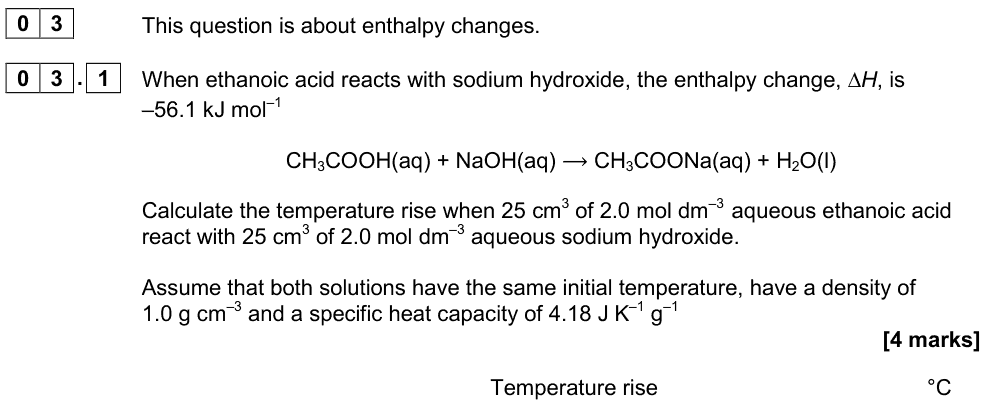 0 3 This question is about enthalpy changes.
0 3 . 1 When ethanoic acid reacts with sodium hydroxide, the enthalpy change, ΔH, is
–56.1 kJ mol⁻¹
CH₃COOH(aq) + NaOH(aq) ⟶ CH₃COONa(aq) + H₂O(l)
Calculate the temperature rise when 25 cm³ of 2.0 mol dm⁻³ aqueous ethanoic acid
react with 25 cm³ of 2.0 mol dm⁻³ aqueous sodium hydroxide.
Assume that both solutions have the same initial temperature, have a density of
1.0 g cm⁻³ and a specific heat capacity of 4.18 J K⁻¹ g⁻¹
[4 marks]
Temperature rise °C